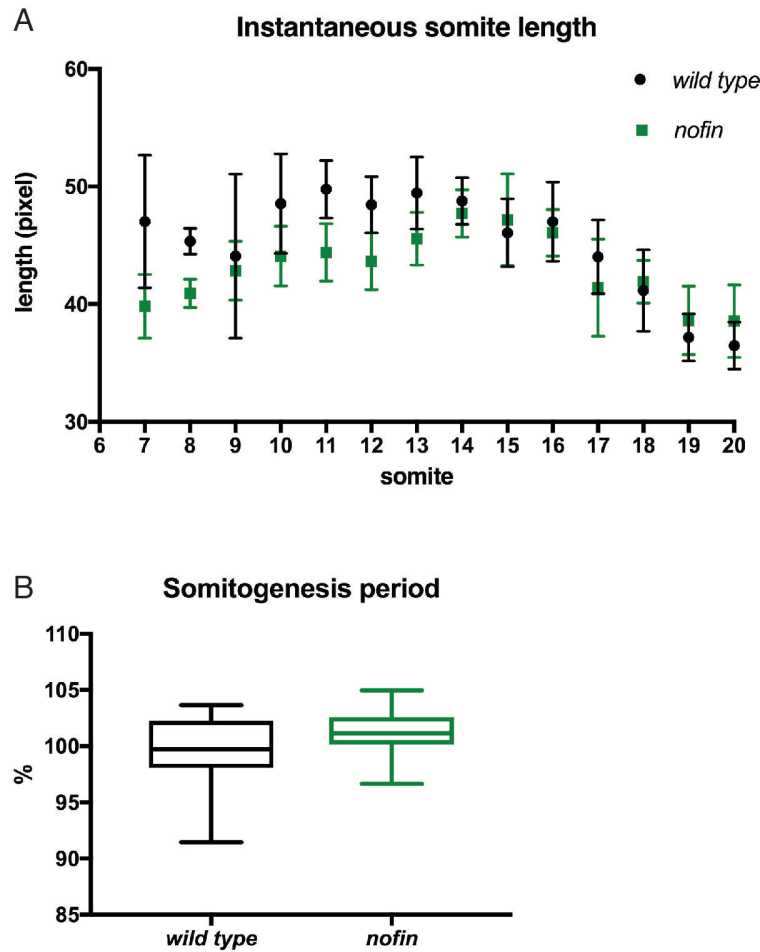 A
Instantaneous somite length
60
50
40
30
length (pixel)
wild type
nofin
6 7 8 9 10 11 12 13 14 15 16 17 18 19 20
somite
B
Somitogenesis period
110
105
100
95
90
85
%
wild type nofin